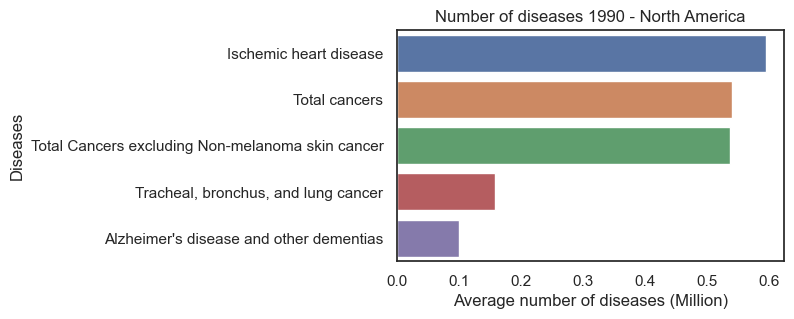 Number of diseases 1990 - North America
Diseases
Ischemic heart disease
Total cancers
Total Cancers excluding Non-melanoma skin cancer
Tracheal, bronchus, and lung cancer
Alzheimer's disease and other dementias
0.0 0.1 0.2 0.3 0.4 0.5 0.6
Average number of diseases (Million)